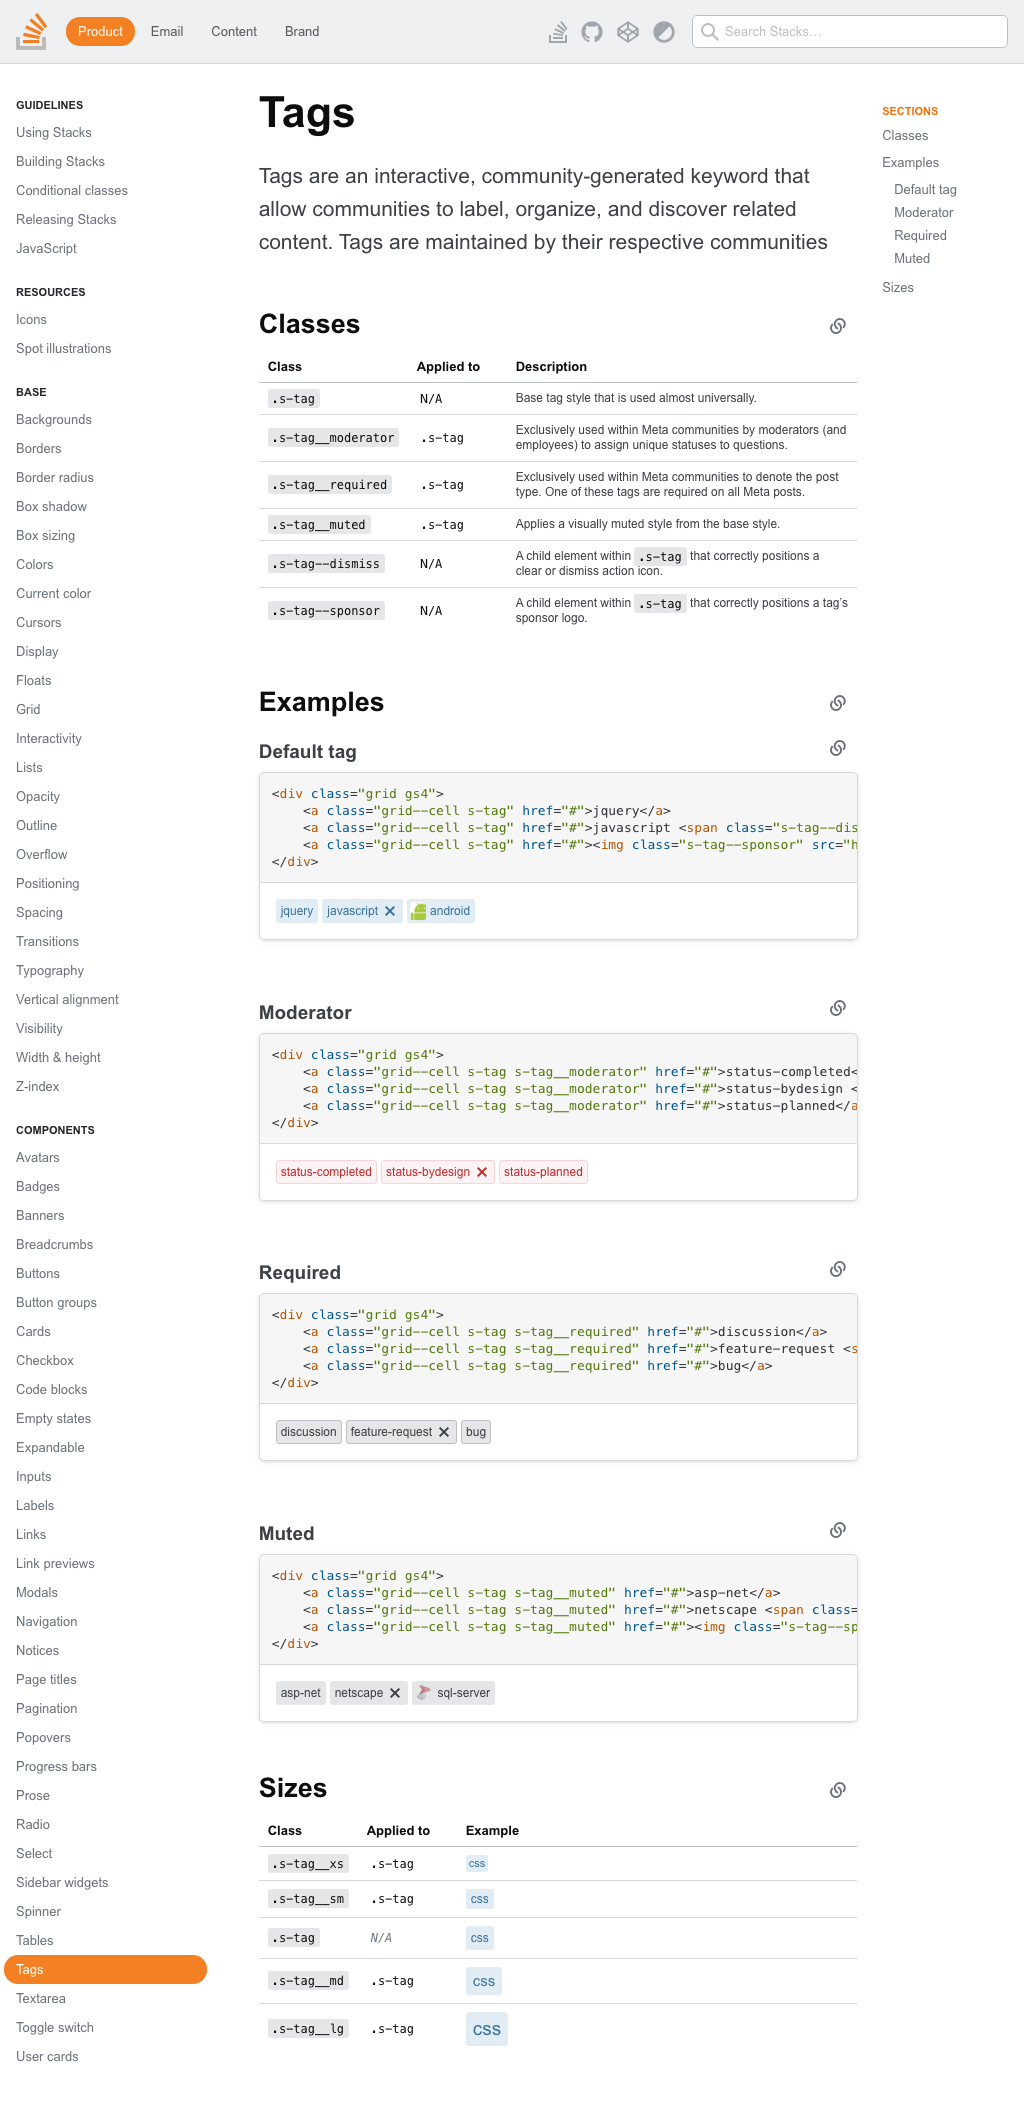 Product Email Content Brand Search Stacks...
GUIDELINES
Using Stacks
Building Stacks
Conditional classes
Releasing Stacks
JavaScript
RESOURCES
Icons
Spot illustrations
BASE
Backgrounds
Borders
Border radius
Box shadow
Box sizing
Colors
Current color
Cursors
Display
Floats
Grid
Interactivity
Lists
Opacity
Outline
Overflow
Positioning
Spacing
Transitions
Typography
Vertical alignment
Visibility
Width & height
Z-index
COMPONENTS
Avatars
Badges
Banners
Breadcrumbs
Buttons
Button groups
Cards
Checkbox
Code blocks
Empty states
Expandable
Inputs
Labels
Links
Link previews
Modals
Navigation
Notices
Page titles
Pagination
Popovers
Progress bars
Prose
Radio
Select
Sidebar widgets
Spinner
Tables
Tags
Textarea
Toggle switch
User cards
Tags
Tags are an interactive, community-generated keyword that
allow communities to label, organize, and discover related
content. Tags are maintained by their respective communities
Classes
Class Applied to Description
.s-tag N/A Base tag style that is used almost universally.
.s-tag__moderator .s-tag Exclusively used within Meta communities by moderators (and
employees) to assign unique statuses to questions.
.s-tag__required .s-tag Exclusively used within Meta communities to denote the post
type. One of these tags are required on all Meta posts.
.s-tag__muted .s-tag Applies a visually muted style from the base style.
.s-tag--dismiss N/A A child element within .s-tag that correctly positions a
clear or dismiss action icon.
.s-tag--sponsor N/A A child element within .s-tag that correctly positions a tag's
sponsor logo.
Examples
Default tag
<div class="grid gs4">
<a class="grid--cell s-tag" href="#">jquery</a>
<a class="grid--cell s-tag" href="#">javascript <span class="s-tag--dis
<a class="grid--cell s-tag" href="#"><img class="s-tag--sponsor" src="h
</div>
jquery javascript android
Moderator
<div class="grid gs4">
<a class="grid--cell s-tag s-tag__moderator" href="#">status-completed<
<a class="grid--cell s-tag s-tag__moderator" href="#">status-bydesign <
<a class="grid--cell s-tag s-tag__moderator" href="#">status-planned</a
</div>
status-completed status-bydesign status-planned
Required
<div class="grid gs4">
<a class="grid--cell s-tag s-tag__required" href="#">discussion</a>
<a class="grid--cell s-tag s-tag__required" href="#">feature-request <s
<a class="grid--cell s-tag s-tag__required" href="#">bug</a>
</div>
discussion feature-request bug
Muted
<div class="grid gs4">
<a class="grid--cell s-tag s-tag__muted" href="#">asp-net</a>
<a class="grid--cell s-tag s-tag__muted" href="#">netscape <span class=
<a class="grid--cell s-tag s-tag__muted" href="#"><img class="s-tag--sp
</div>
asp-net netscape sql-server
Sizes
Class Applied to Example
.s-tag__xs .s-tag css
.s-tag__sm .s-tag css
.s-tag N/A css
.s-tag__md .s-tag css
.s-tag__lg .s-tag css
SECTIONS
Classes
Examples
Default tag
Moderator
Required
Muted
Sizes